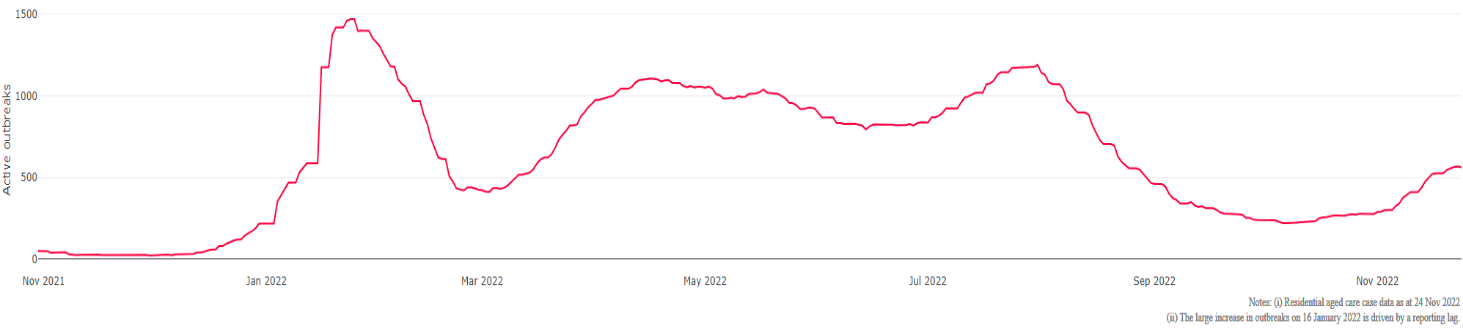 1500
1000
500
0
Active outbreaks
Nov 2021 Jan 2022 Mar 2022 May 2022 Jul 2022 Sep 2022 Nov 2022
Notes: (i) Residential aged care case data as at 24 Nov 2022
(ii) The large increase in outbreaks on 16 January 2022 is driven by a reporting lag.